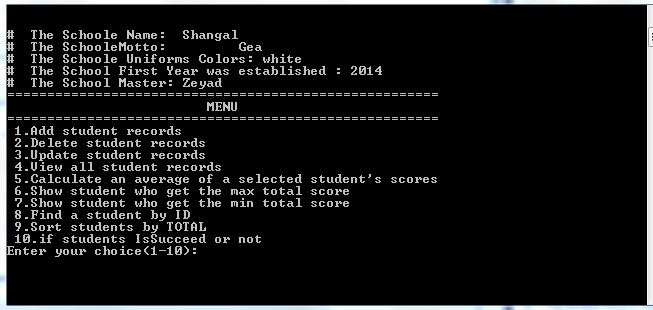 #  The Schoole Name:  Shangal
#  The SchooleMotto:         Gea
#  The Schoole Uniforms Colors: white
#  The School First Year was established : 2014
#  The School Master: Zeyad
======================================================
                         MENU
======================================================
 1.Add student records
 2.Delete student records
 3.Update student records
 4.View all student records
 5.Calculate an average of a selected student's scores
 6.Show student who get the max total score
 7.Show student who get the min total score
 8.Find a student by ID
 9.Sort students by TOTAL
 10.if students IsSucceed or not
Enter your choice(1-10):